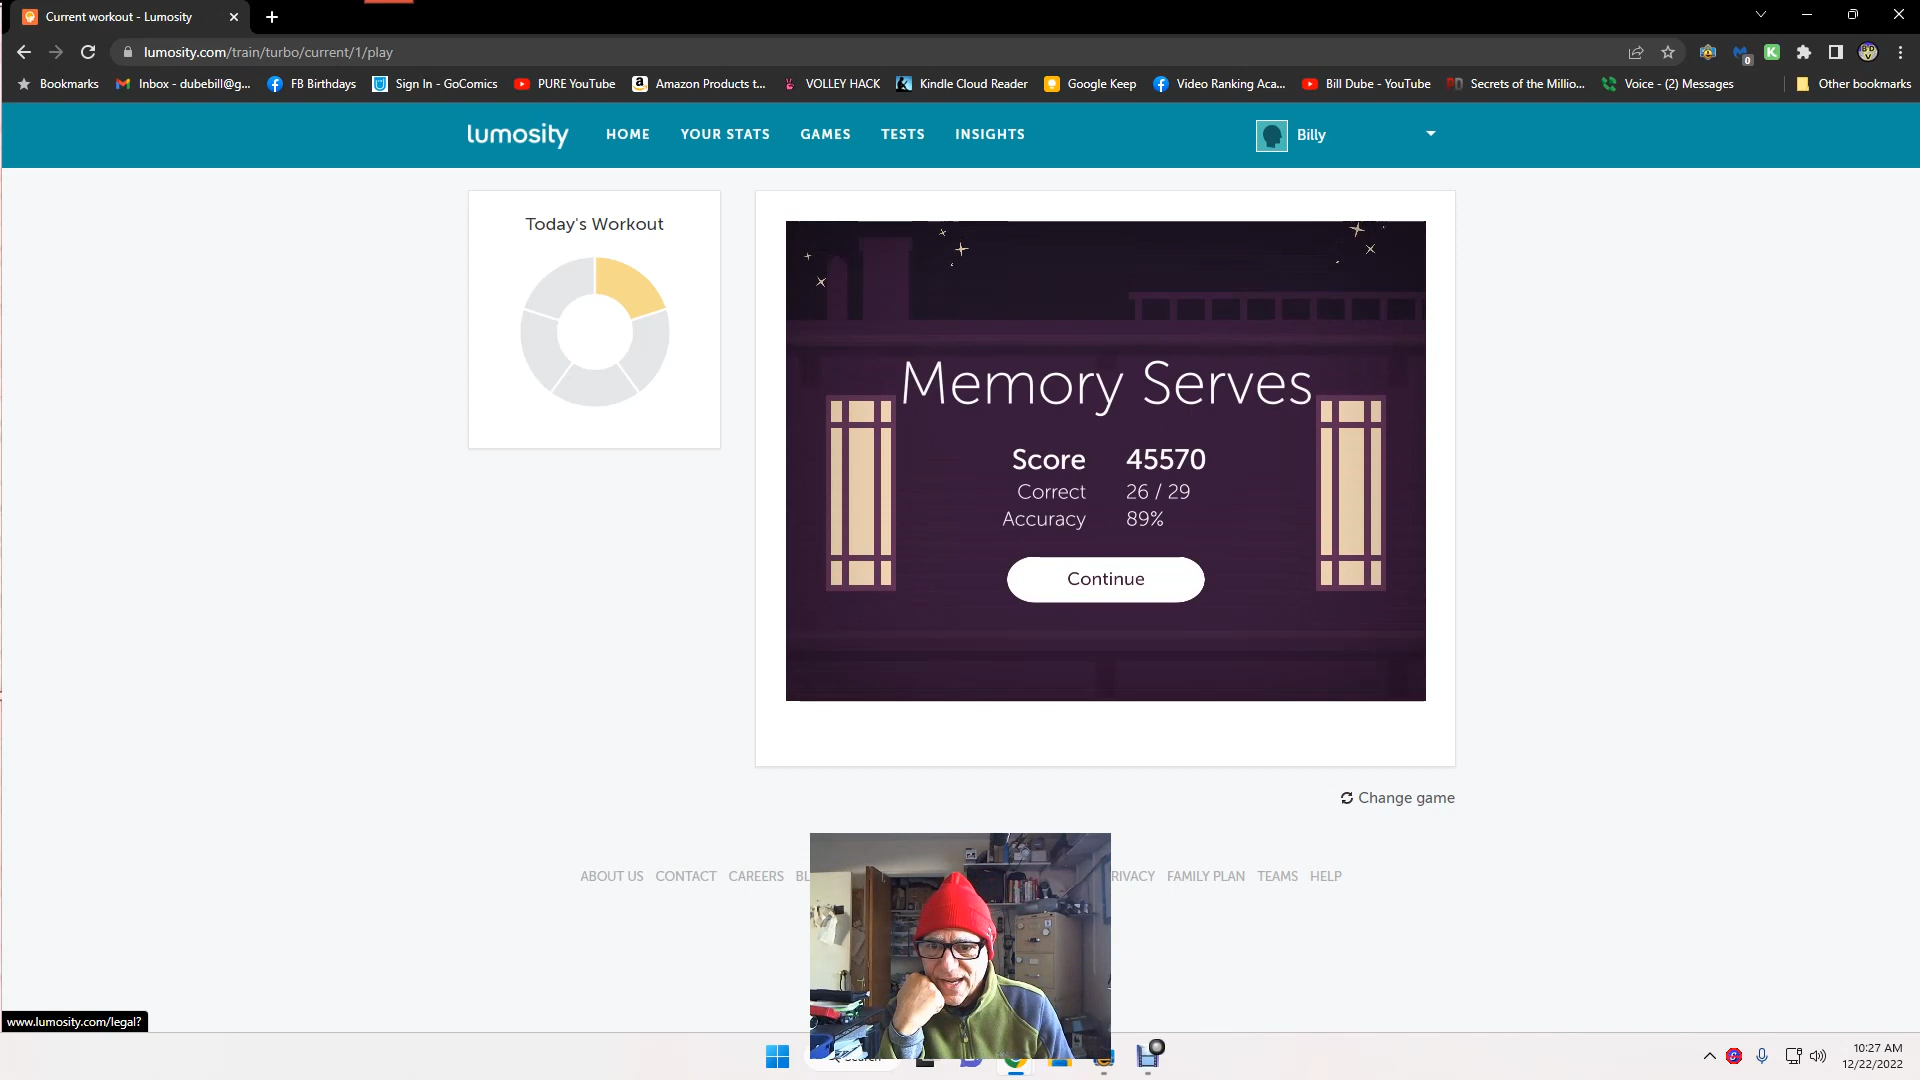 Current workout - Lumosity
lumosity.com/train/turbo/current/1/play
0
Bookmarks
Inbox - dubebill@g...
FB Birthdays
Sign In - GoComics
PURE YouTube
Amazon Products t...
VOLLEY HACK
Kindle Cloud Reader
Google Keep
Video Ranking Aca...
Bill Dube - YouTube
Secrets of the Millio...
Voice - (2) Messages
Other bookmarks
lumosity
HOME
YOUR STATS
GAMES
TESTS
INSIGHTS
Billy
Today's Workout
Memory Serves
Score 45570
Correct 26 / 29
Accuracy 89%
Continue
Change game
ABOUT US CONTACT CAREERS BL RIVACY FAMILY PLAN TEAMS HELP
www.lumosity.com/legal?
10:27 AM
12/22/2022